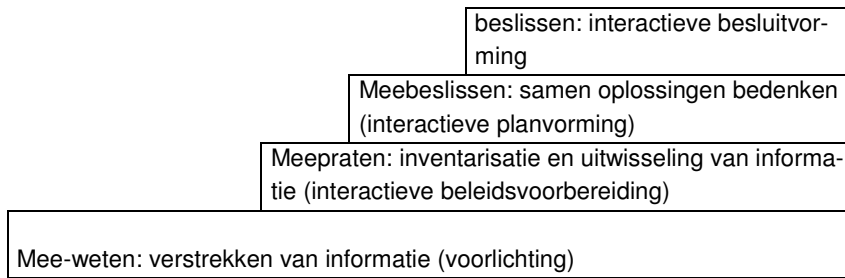 beslissen: interactieve besluitvor-
ming
Meebeslissen: samen oplossingen bedenken
(interactieve planvorming)
Meepraten: inventarisatie en uitwisseling van informa-
tie (interactieve beleidsvoorbereiding)
Mee-weten: verstrekken van informatie (voorlichting)